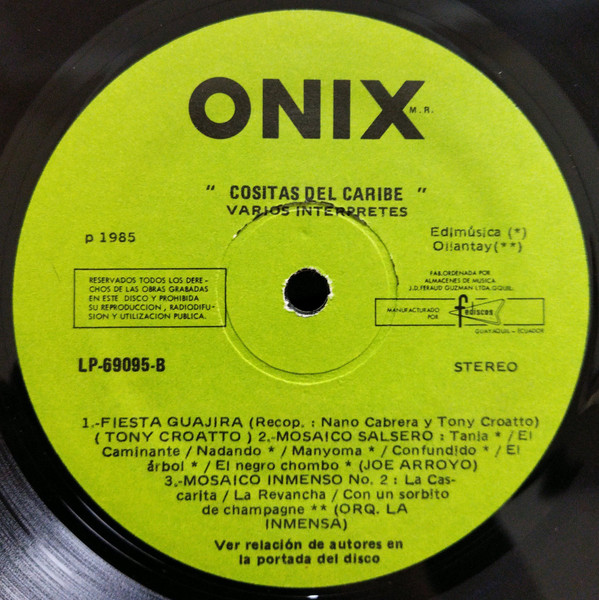 ONIX
M.R.
" COSITAS DEL CARIBE "
VARIOS INTERPRETES
p 1985
Edimúsica (*)
Ollantay(**)
RESERVADOS TODOS LOS DERE-
CHOS DE LAS OBRAS GRABADAS
EN ESTE DISCO Y PROHIBIDA
SU REPRODUCCION, RADIODIFU-
SION Y UTILIZACION PUBLICA.
FAB.ORDENADA POR
ALMACENES DE MUSICA
J.D.FERAUD GUZMAN LTDA.GQUIL.
MANUFACTURADO
POR
fediscos
GUAYAQUIL-ECUADOR
LP-69095-B
STEREO
1.-FIESTA GUAJIRA (Recop. : Nano Cabrera y Tony Croatto)
( TONY CROATTO ) 2.-MOSAICO SALSERO : Tania * / El
Caminante / Nadando * / Manyoma * / Confundido * / El
árbol * / El negro chombo * (JOE ARROYO)
3.-MOSAICO INMENSO No. 2 : La Cas-
carita / La Revancha / Con un sorbito
de champagne ** (ORQ. LA
INMENSA)
Ver relación de autores en
la portada del disco